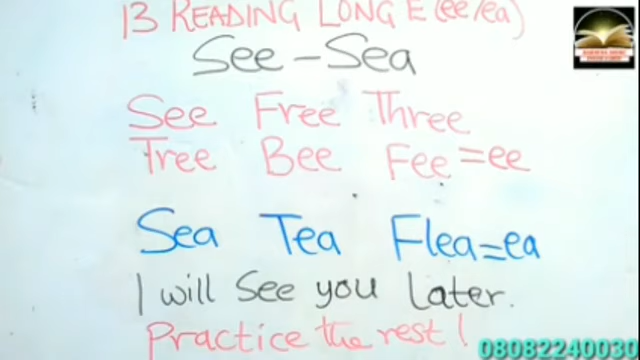 13 READING LONG E (ee/ea)
See - Sea
See Free Three
Tree Bee Fee = ee
Sea Tea Flea = ea
I will See you Later.
Practice the rest!
08082240030